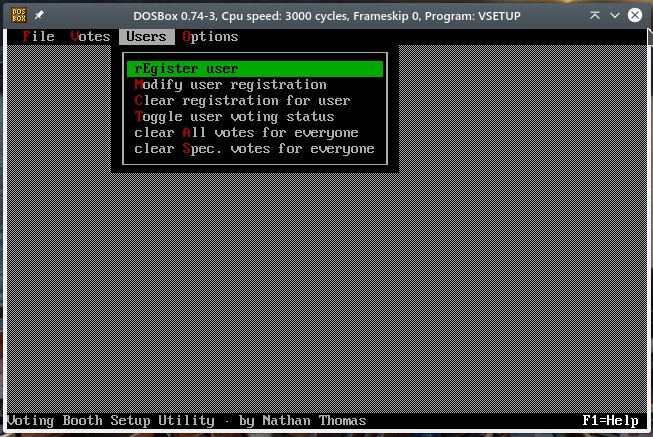 DOS BOX DOSBox 0.74-3, Cpu speed: 3000 cycles, Frameskip 0, Program: VSETUP
File Votes Users Options
rEgister user
Modify user registration
Clear registration for user
Toggle user voting status
clear All votes for everyone
clear Spec. votes for everyone
Voting Booth Setup Utility - by Nathan Thomas F1=Help